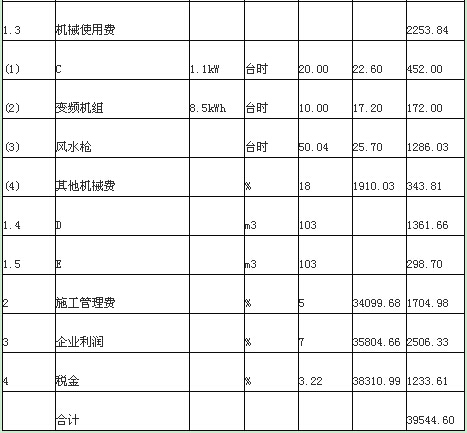 1.3 机械使用费 2253.84
(1) C 1.1kW 台时 20.00 22.60 452.00
(2) 变频机组 8.5kWh 台时 10.00 17.20 172.00
(3) 风水枪 台时 50.04 25.70 1286.03
(4) 其他机械费 % 18 1910.03 343.81
1.4 D m3 103 1361.66
1.5 E m3 103 298.70
2 施工管理费 % 5 34099.68 1704.98
3 企业利润 % 7 35804.66 2506.33
4 税金 % 3.22 38310.99 1233.61
合计 39544.60